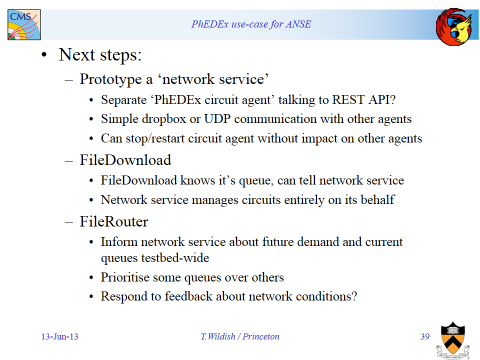 CMS
PhEDEx use-case for ANSE
• Next steps:
– Prototype a ‘network service’
• Separate ‘PhEDEx circuit agent’ talking to REST API?
• Simple dropbox or UDP communication with other agents
• Can stop/restart circuit agent without impact on other agents
– FileDownload
• FileDownload knows it’s queue, can tell network service
• Network service manages circuits entirely on its behalf
– FileRouter
• Inform network service about future demand and current
queues testbed-wide
• Prioritise some queues over others
• Respond to feedback about network conditions?
13-Jun-13
T.Wildish / Princeton
39